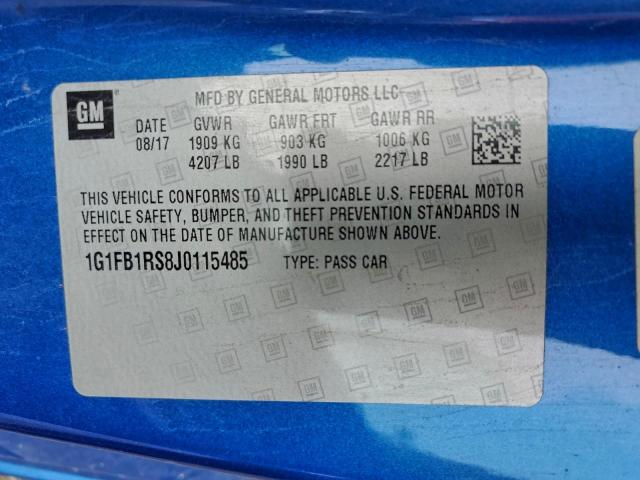 GM
MFD BY GENERAL MOTORS LLC
DATE GVWR GAWR FRT GAWR RR
08/17 1909 KG 903 KG 1006 KG
4207 LB 1990 LB 2217 LB
THIS VEHICLE CONFORMS TO ALL APPLICABLE U.S. FEDERAL MOTOR
VEHICLE SAFETY, BUMPER, AND THEFT PREVENTION STANDARDS IN
EFFECT ON THE DATE OF MANUFACTURE SHOWN ABOVE.
1G1FB1RS8J0115485 TYPE: PASS CAR